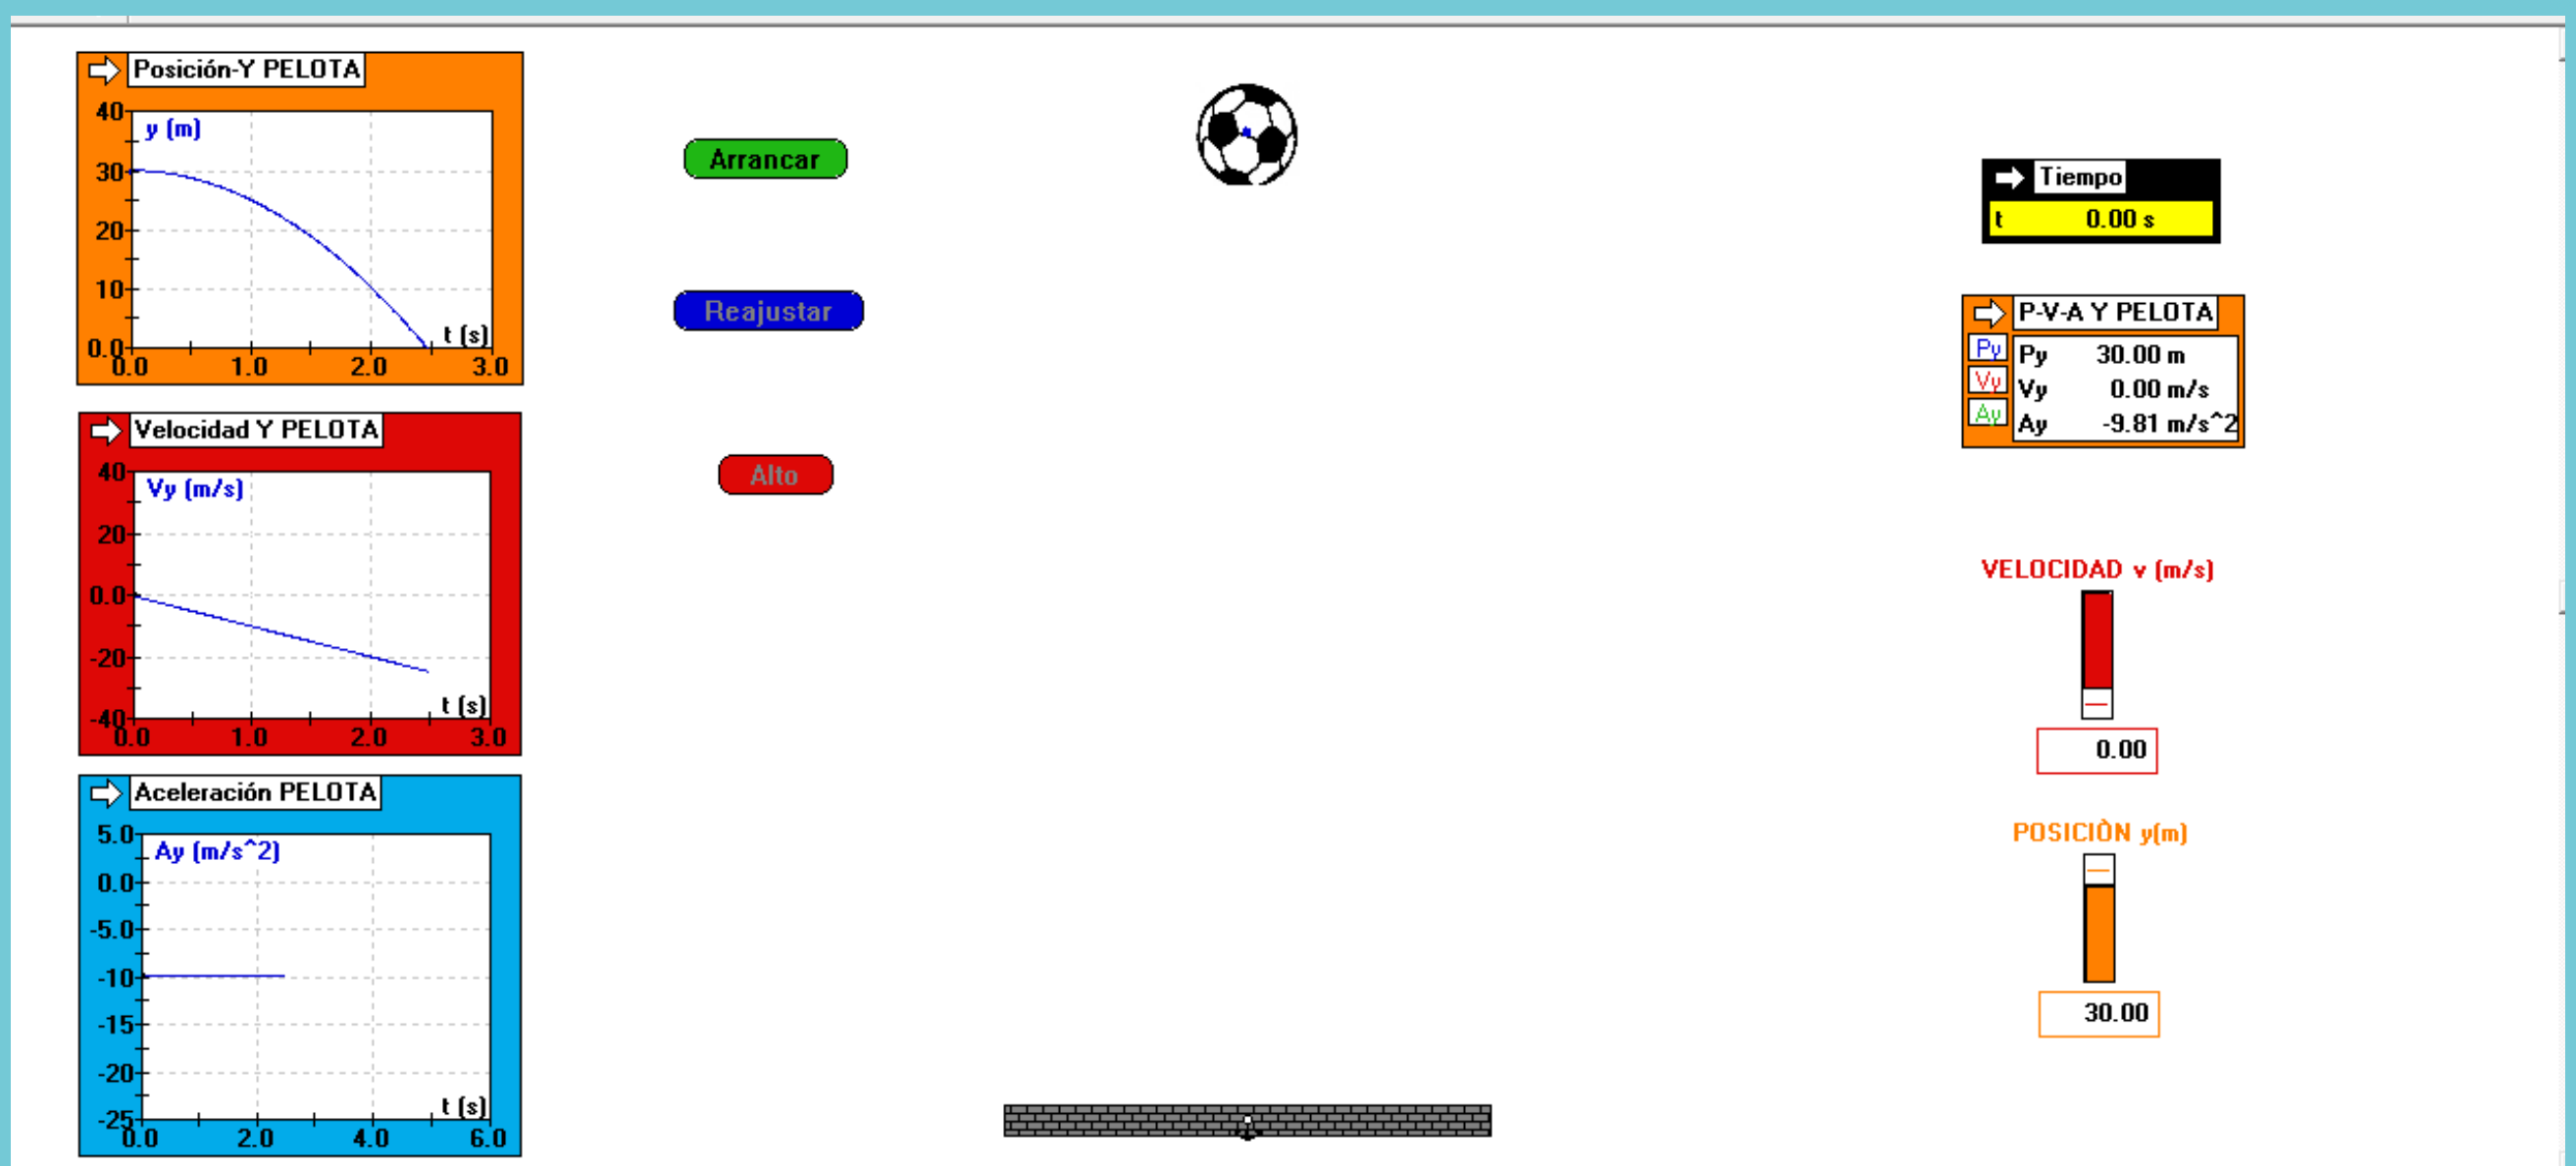 Posición-Y PELOTA
y (m)
40
30
20
10
0.0
t (s)
0.0 1.0 2.0 3.0
Velocidad Y PELOTA
Vy (m/s)
40
20
0.0
-20
-40
t (s)
0.0 1.0 2.0 3.0
Aceleración PELOTA
Ay (m/s^2)
5.0
0.0
-5.0
-10
-15
-20
-25
t (s)
0.0 2.0 4.0 6.0
Arrancar
Reajustar
Alto
Tiempo
t 0.00 s
P-V-A Y PELOTA
Py Py 30.00 m
Vy Vy 0.00 m/s
Ay Ay -9.81 m/s^2
VELOCIDAD v (m/s)
0.00
POSICIÒN y(m)
30.00